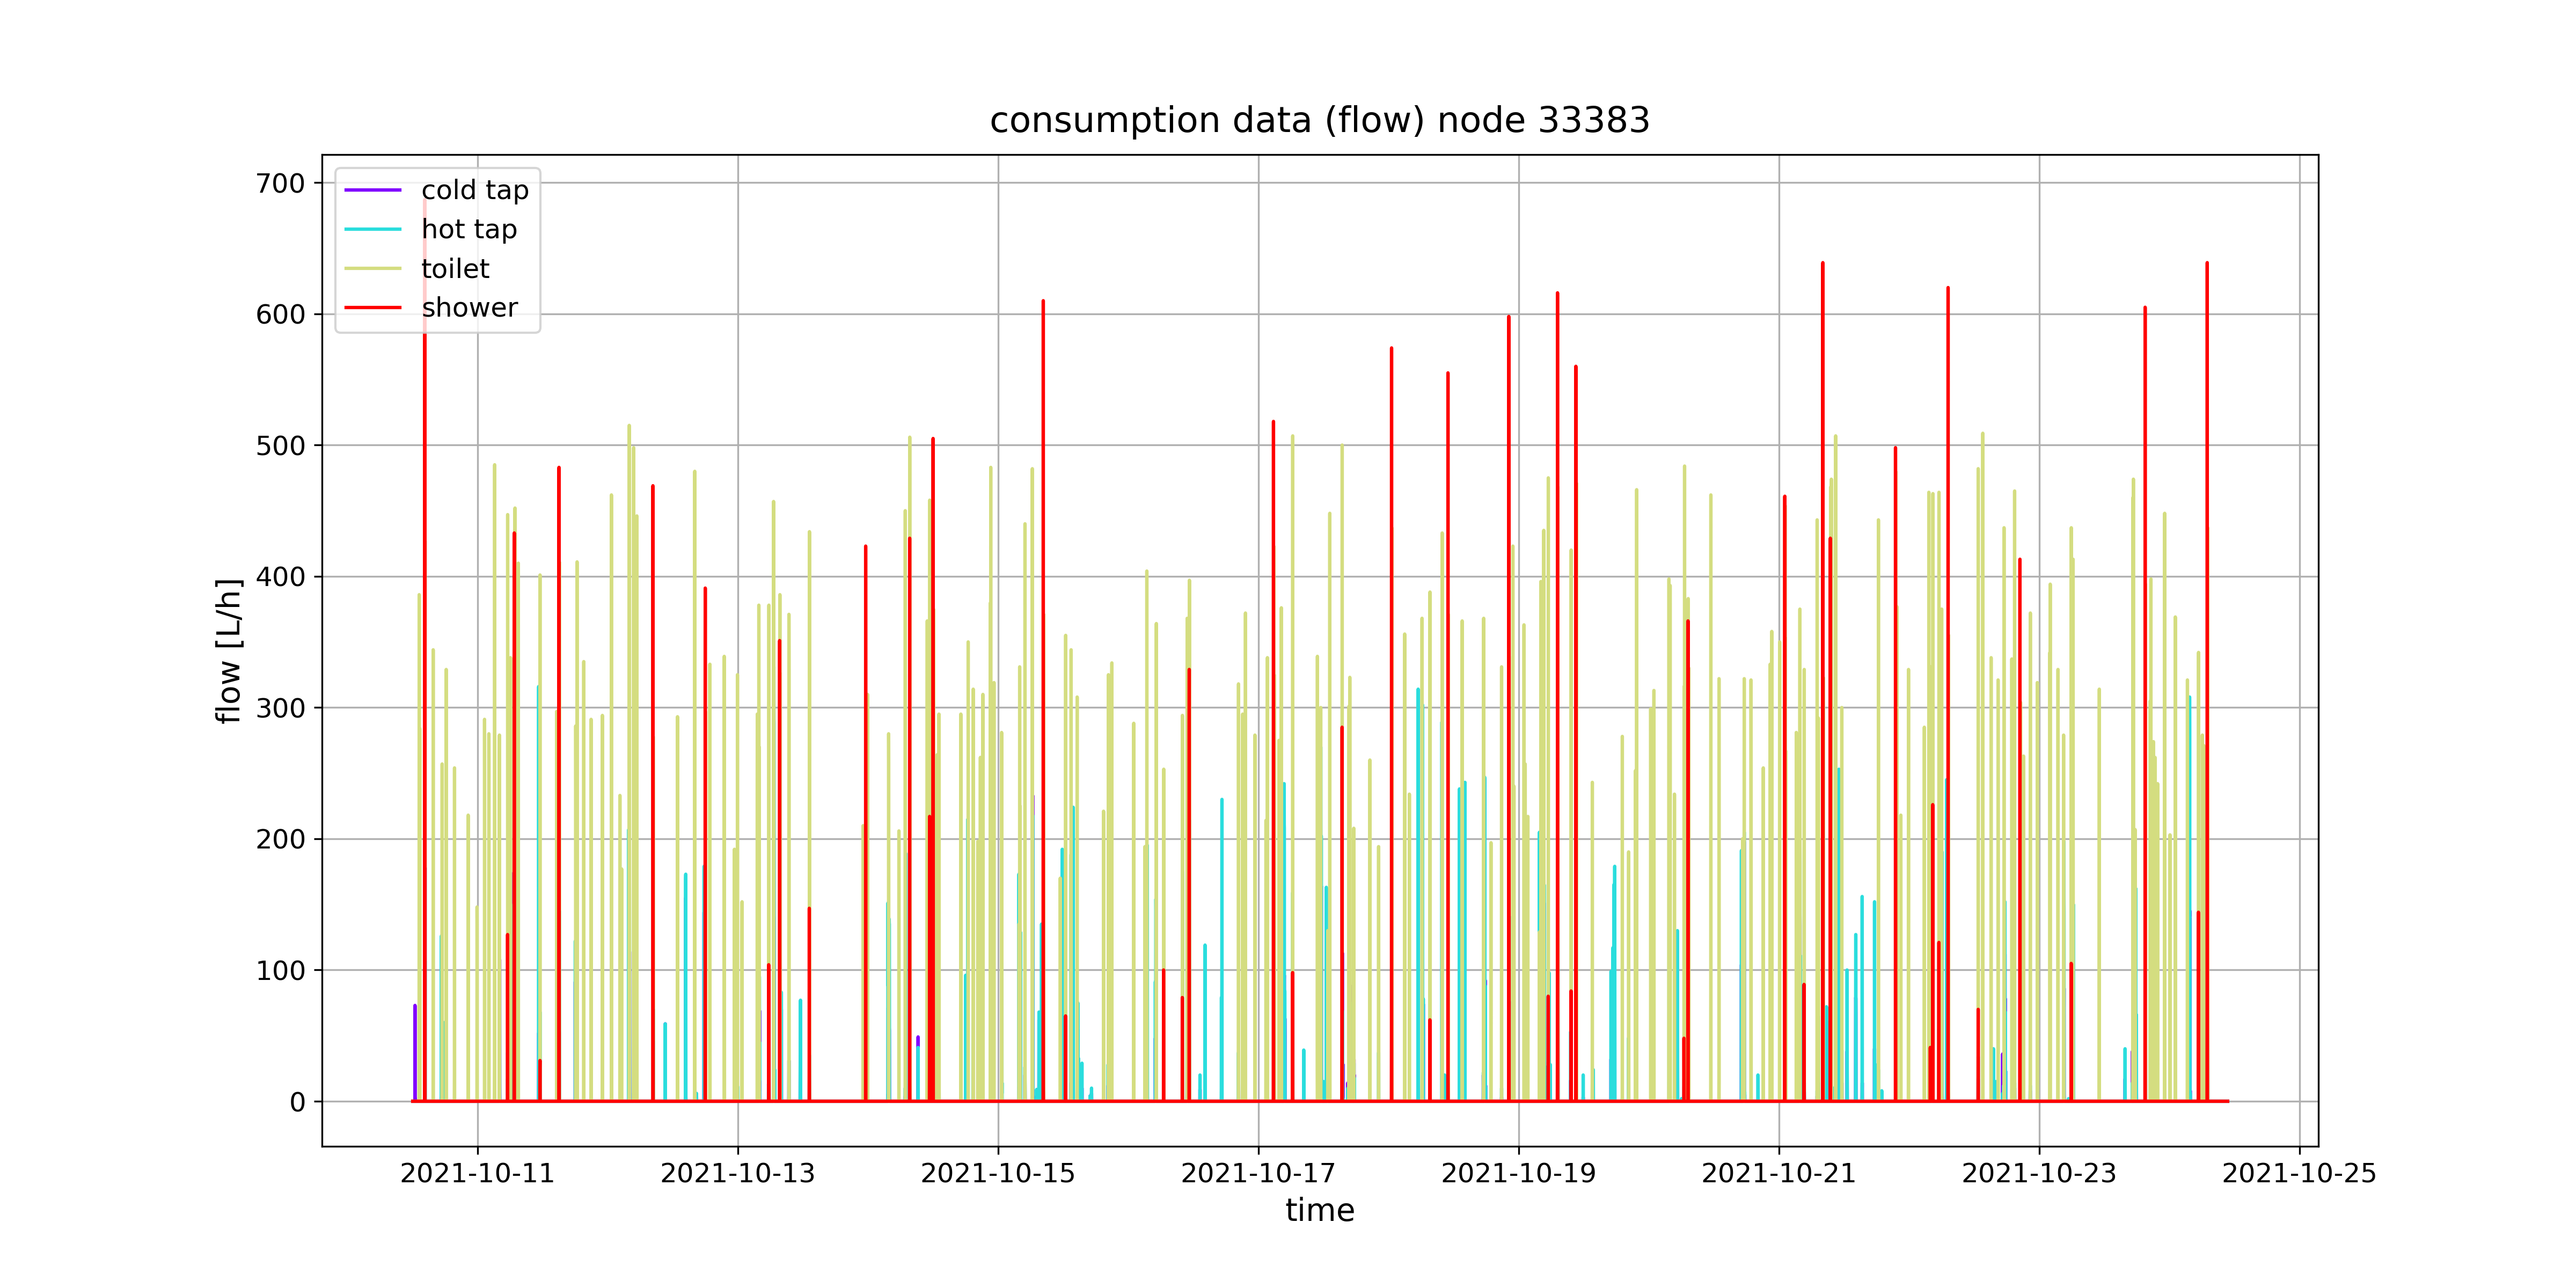 consumption data (flow) node 33383
cold tap
hot tap
toilet
shower
flow [L/h]
700
600
500
400
300
200
100
0
2021-10-11
2021-10-13
2021-10-15
2021-10-17
2021-10-19
2021-10-21
2021-10-23
2021-10-25
time